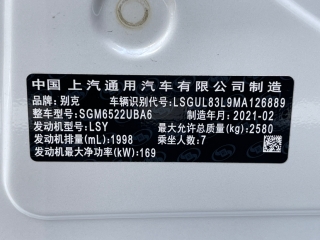 中国 上汽通用汽车有限公司制造
品牌：别克 车辆识别代号：LSGUL83L9MA126889
整车型号：SGM6522UBA6 制造年月：2021-02
发动机型号：LSY 最大允许总质量(kg)：2580
发动机排量(mL)：1998 乘坐人数：7
发动机最大净功率(kW)：169